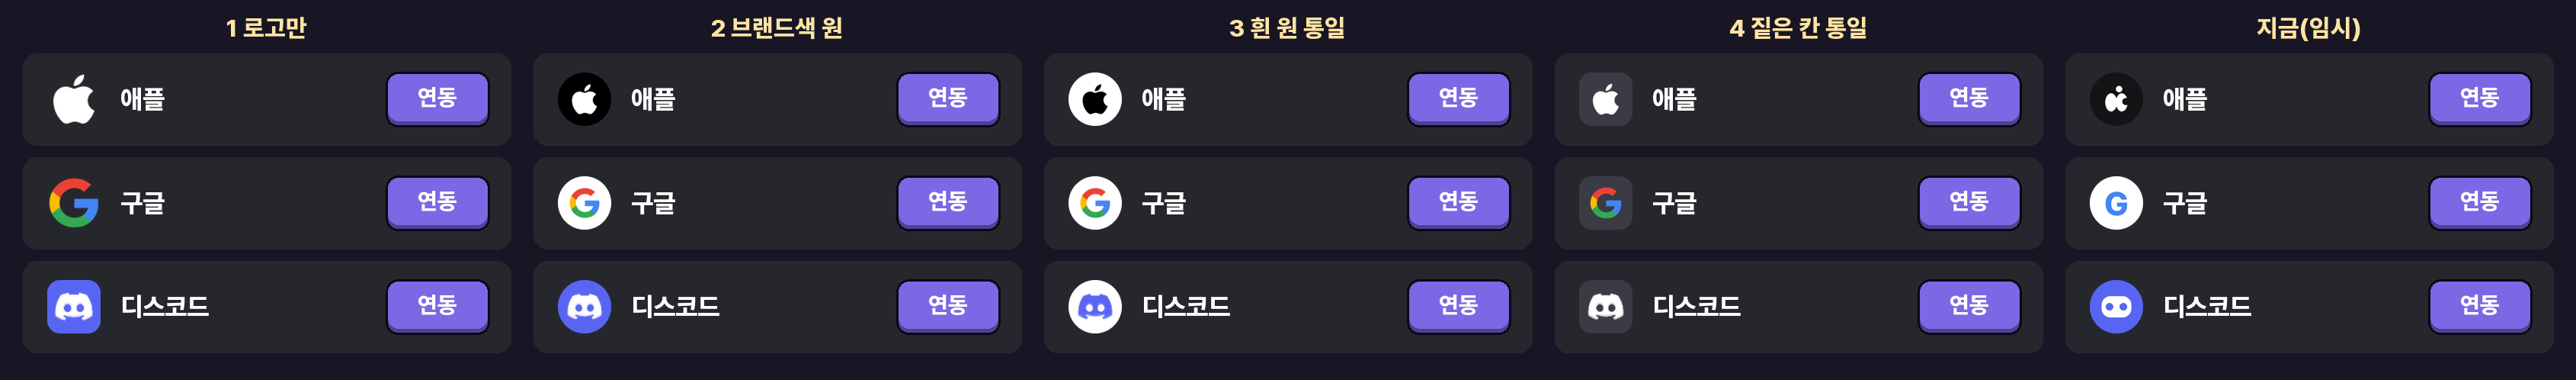 1 로고만
애플 연동
구글 연동
디스코드 연동
2 브랜드색 원
애플 연동
구글 연동
디스코드 연동
3 흰 원 통일
애플 연동
구글 연동
디스코드 연동
4 짙은 칸 통일
애플 연동
구글 연동
디스코드 연동
지금(임시)
애플 연동
구글 연동
디스코드 연동